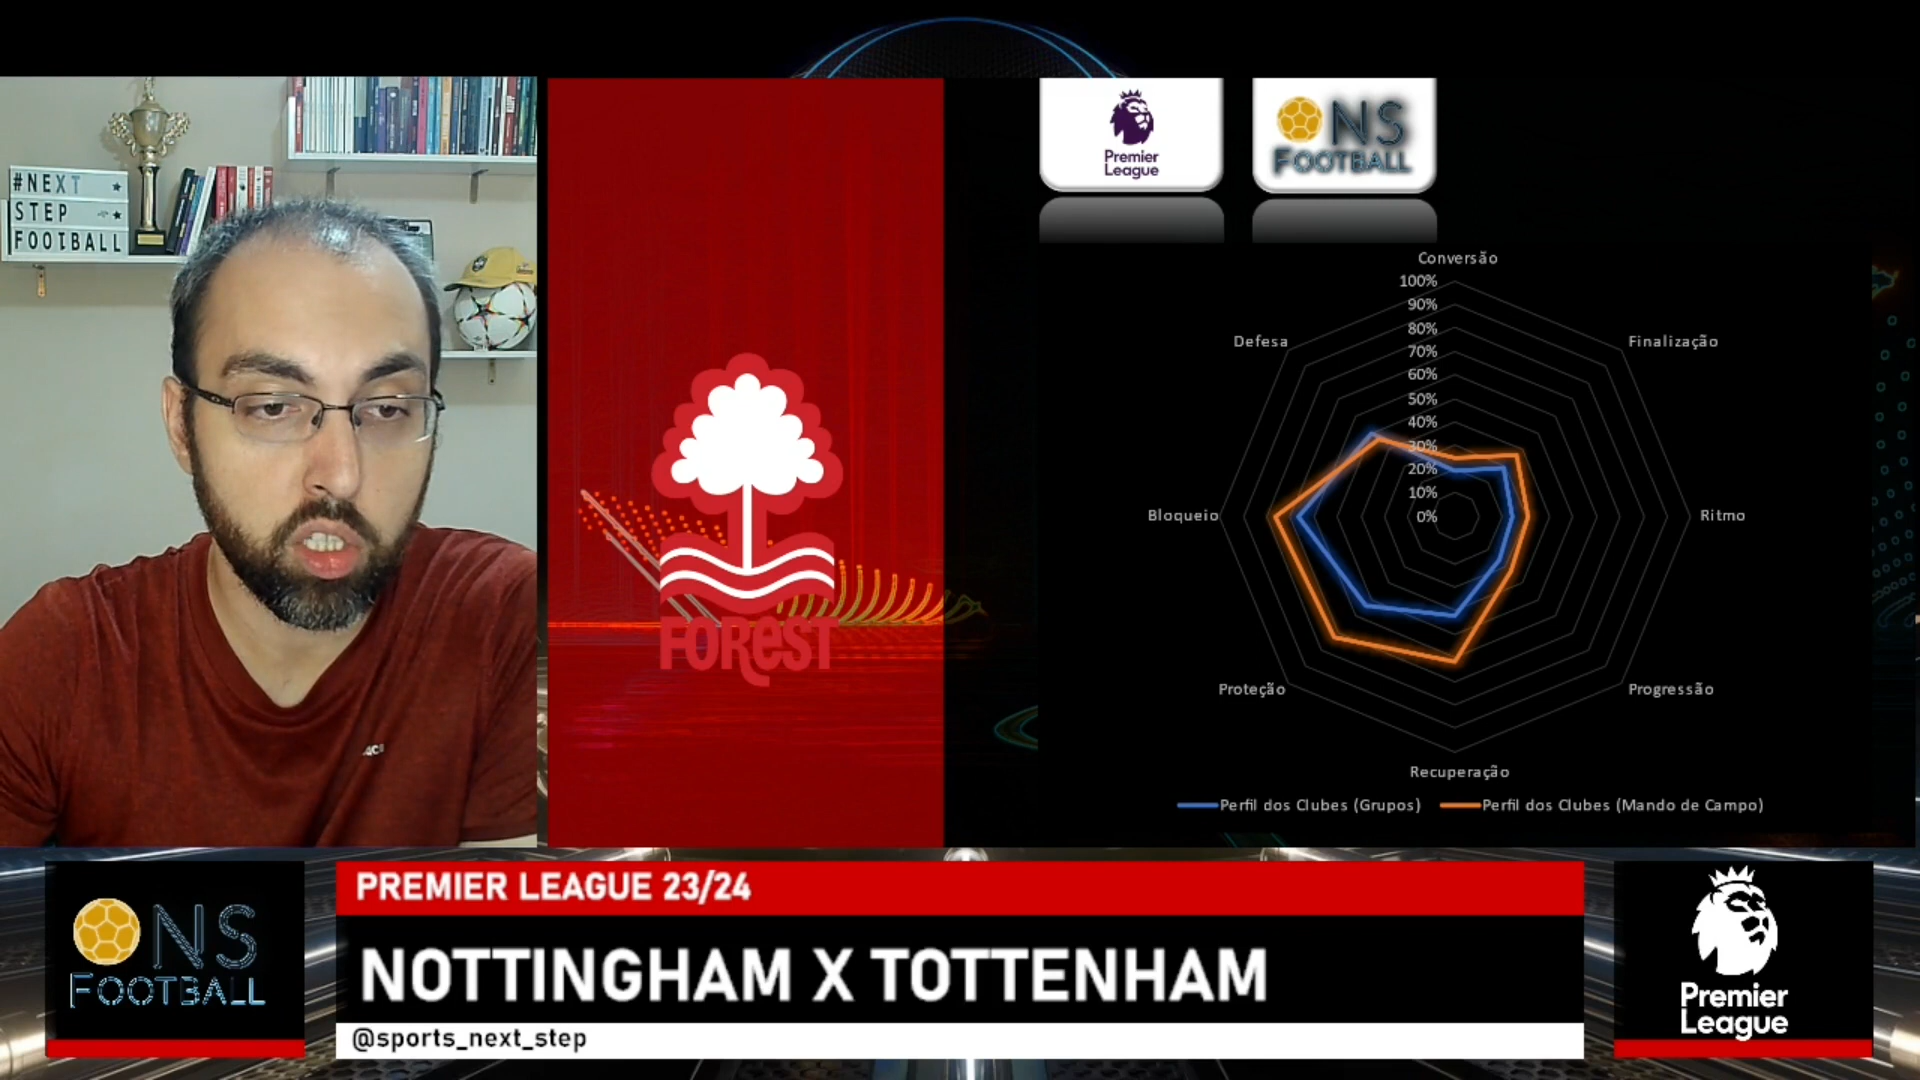 #NEXT
STEP
FOOTBALL
Premier
League
NS
FOOTBALL
Conversão
100%
90%
80%
70%
60%
50%
40%
30%
20%
10%
0%
Defesa
Finalização
Bloqueio
Ritmo
Proteção
Progressão
Recuperação
Perfil dos Clubes (Grupos)
Perfil dos Clubes (Mando de Campo)
FOREST
NS
FOOTBALL
PREMIER LEAGUE 23/24
NOTTINGHAM X TOTTENHAM
@sports_next_step
Premier
League